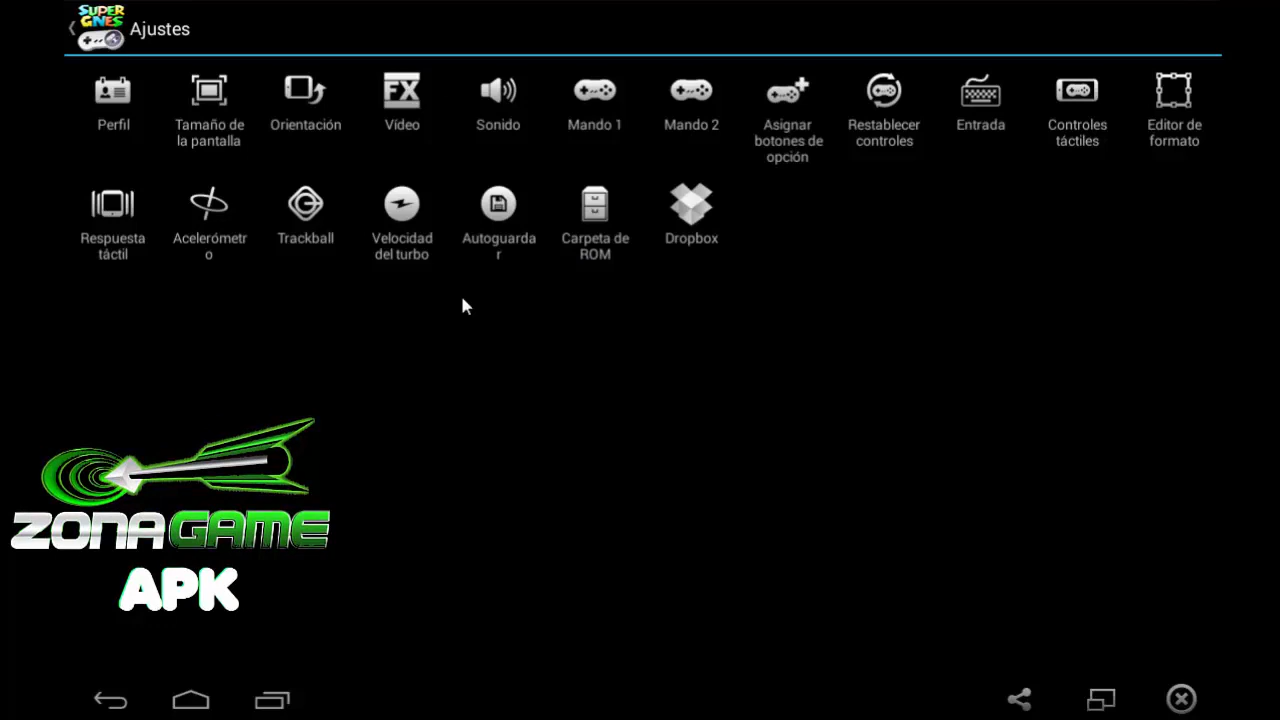 SUPER
GNES
Ajustes
Perfil
Tamaño de
la pantalla
Orientación
FX
Vídeo
Sonido
Mando 1
Mando 2
Asignar
botones de
opción
Restablecer
controles
Entrada
Controles
táctiles
Editor de
formato
Respuesta
táctil
Acelerómetr
o
Trackball
Velocidad
del turbo
Autoguarda
r
Carpeta de
ROM
Dropbox
ZONAGAME
APK